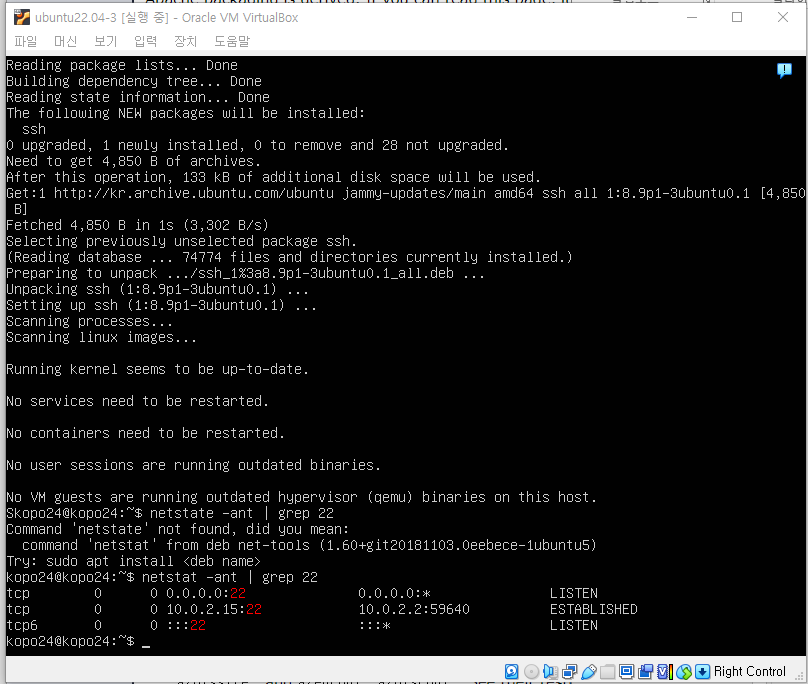 ubuntu22.04-3 [실행 중] - Oracle VM VirtualBox
파일 머신 보기 입력 장치 도움말
Reading package lists... Done
Building dependency tree... Done
Reading state information... Done
The following NEW packages will be installed:
  ssh
0 upgraded, 1 newly installed, 0 to remove and 28 not upgraded.
Need to get 4,850 B of archives.
After this operation, 133 kB of additional disk space will be used.
Get:1 http://kr.archive.ubuntu.com/ubuntu jammy-updates/main amd64 ssh all 1:8.9p1-3ubuntu0.1 [4,850
 B]
Fetched 4,850 B in 1s (3,302 B/s)
Selecting previously unselected package ssh.
(Reading database ... 74774 files and directories currently installed.)
Preparing to unpack .../ssh_1%3a8.9p1-3ubuntu0.1_all.deb ...
Unpacking ssh (1:8.9p1-3ubuntu0.1) ...
Setting up ssh (1:8.9p1-3ubuntu0.1) ...
Scanning processes...
Scanning linux images...
Running kernel seems to be up-to-date.
No services need to be restarted.
No containers need to be restarted.
No user sessions are running outdated binaries.
No VM guests are running outdated hypervisor (qemu) binaries on this host.
Skopo24@kopo24:~$ netstate -ant | grep 22
Command 'netstate' not found, did you mean:
  command 'netstat' from deb net-tools (1.60+git20181103.0eebece-1ubuntu5)
Try: sudo apt install <deb name>
kopo24@kopo24:~$ netstat -ant | grep 22
tcp 0 0 0.0.0.0:22 0.0.0.0:* LISTEN
tcp 0 0 10.0.2.15:22 10.0.2.2:59640 ESTABLISHED
tcp6 0 0 :::22 :::* LISTEN
kopo24@kopo24:~$ _
Right Control